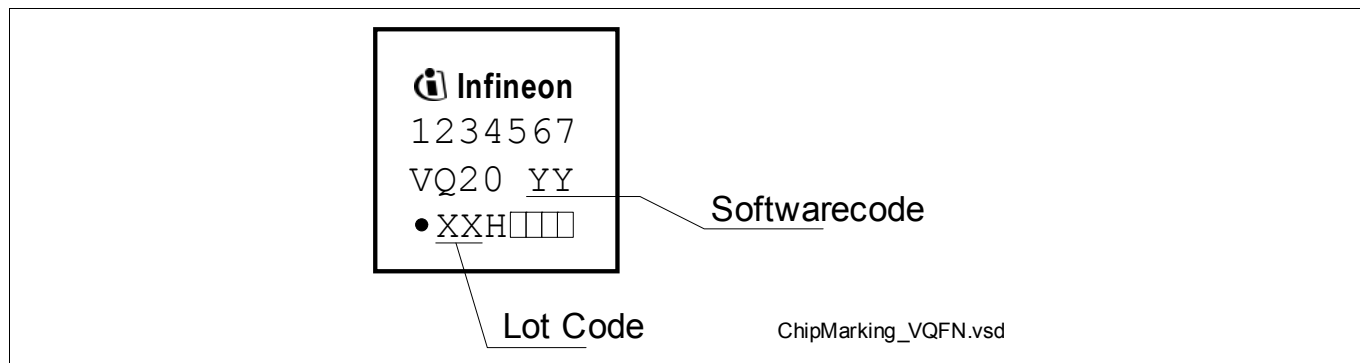 Infineon
1234567
VQ20 YY
Softwarecode
•XXH
Lot Code
ChipMarking_VQFN.vsd